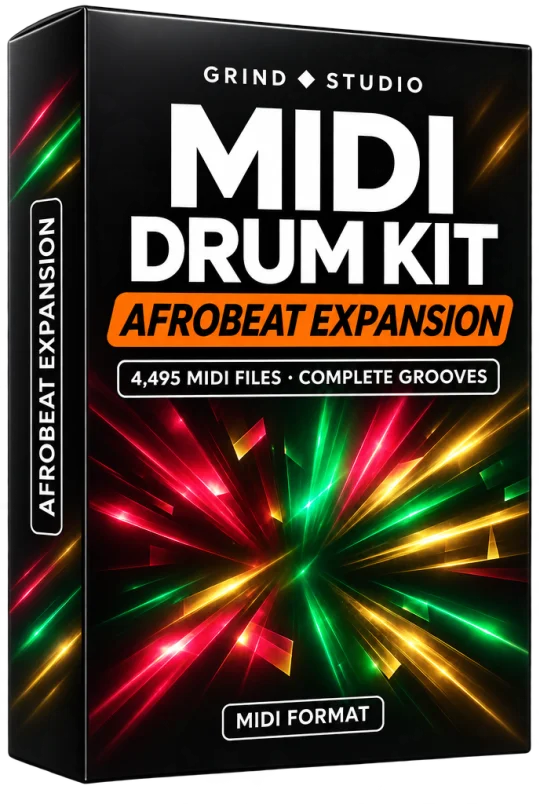 GRIND ◆ STUDIO
MIDI
DRUM KIT
AFROBEAT EXPANSION
4,495 MIDI FILES · COMPLETE GROOVES
MIDI FORMAT
AFROBEAT EXPANSION